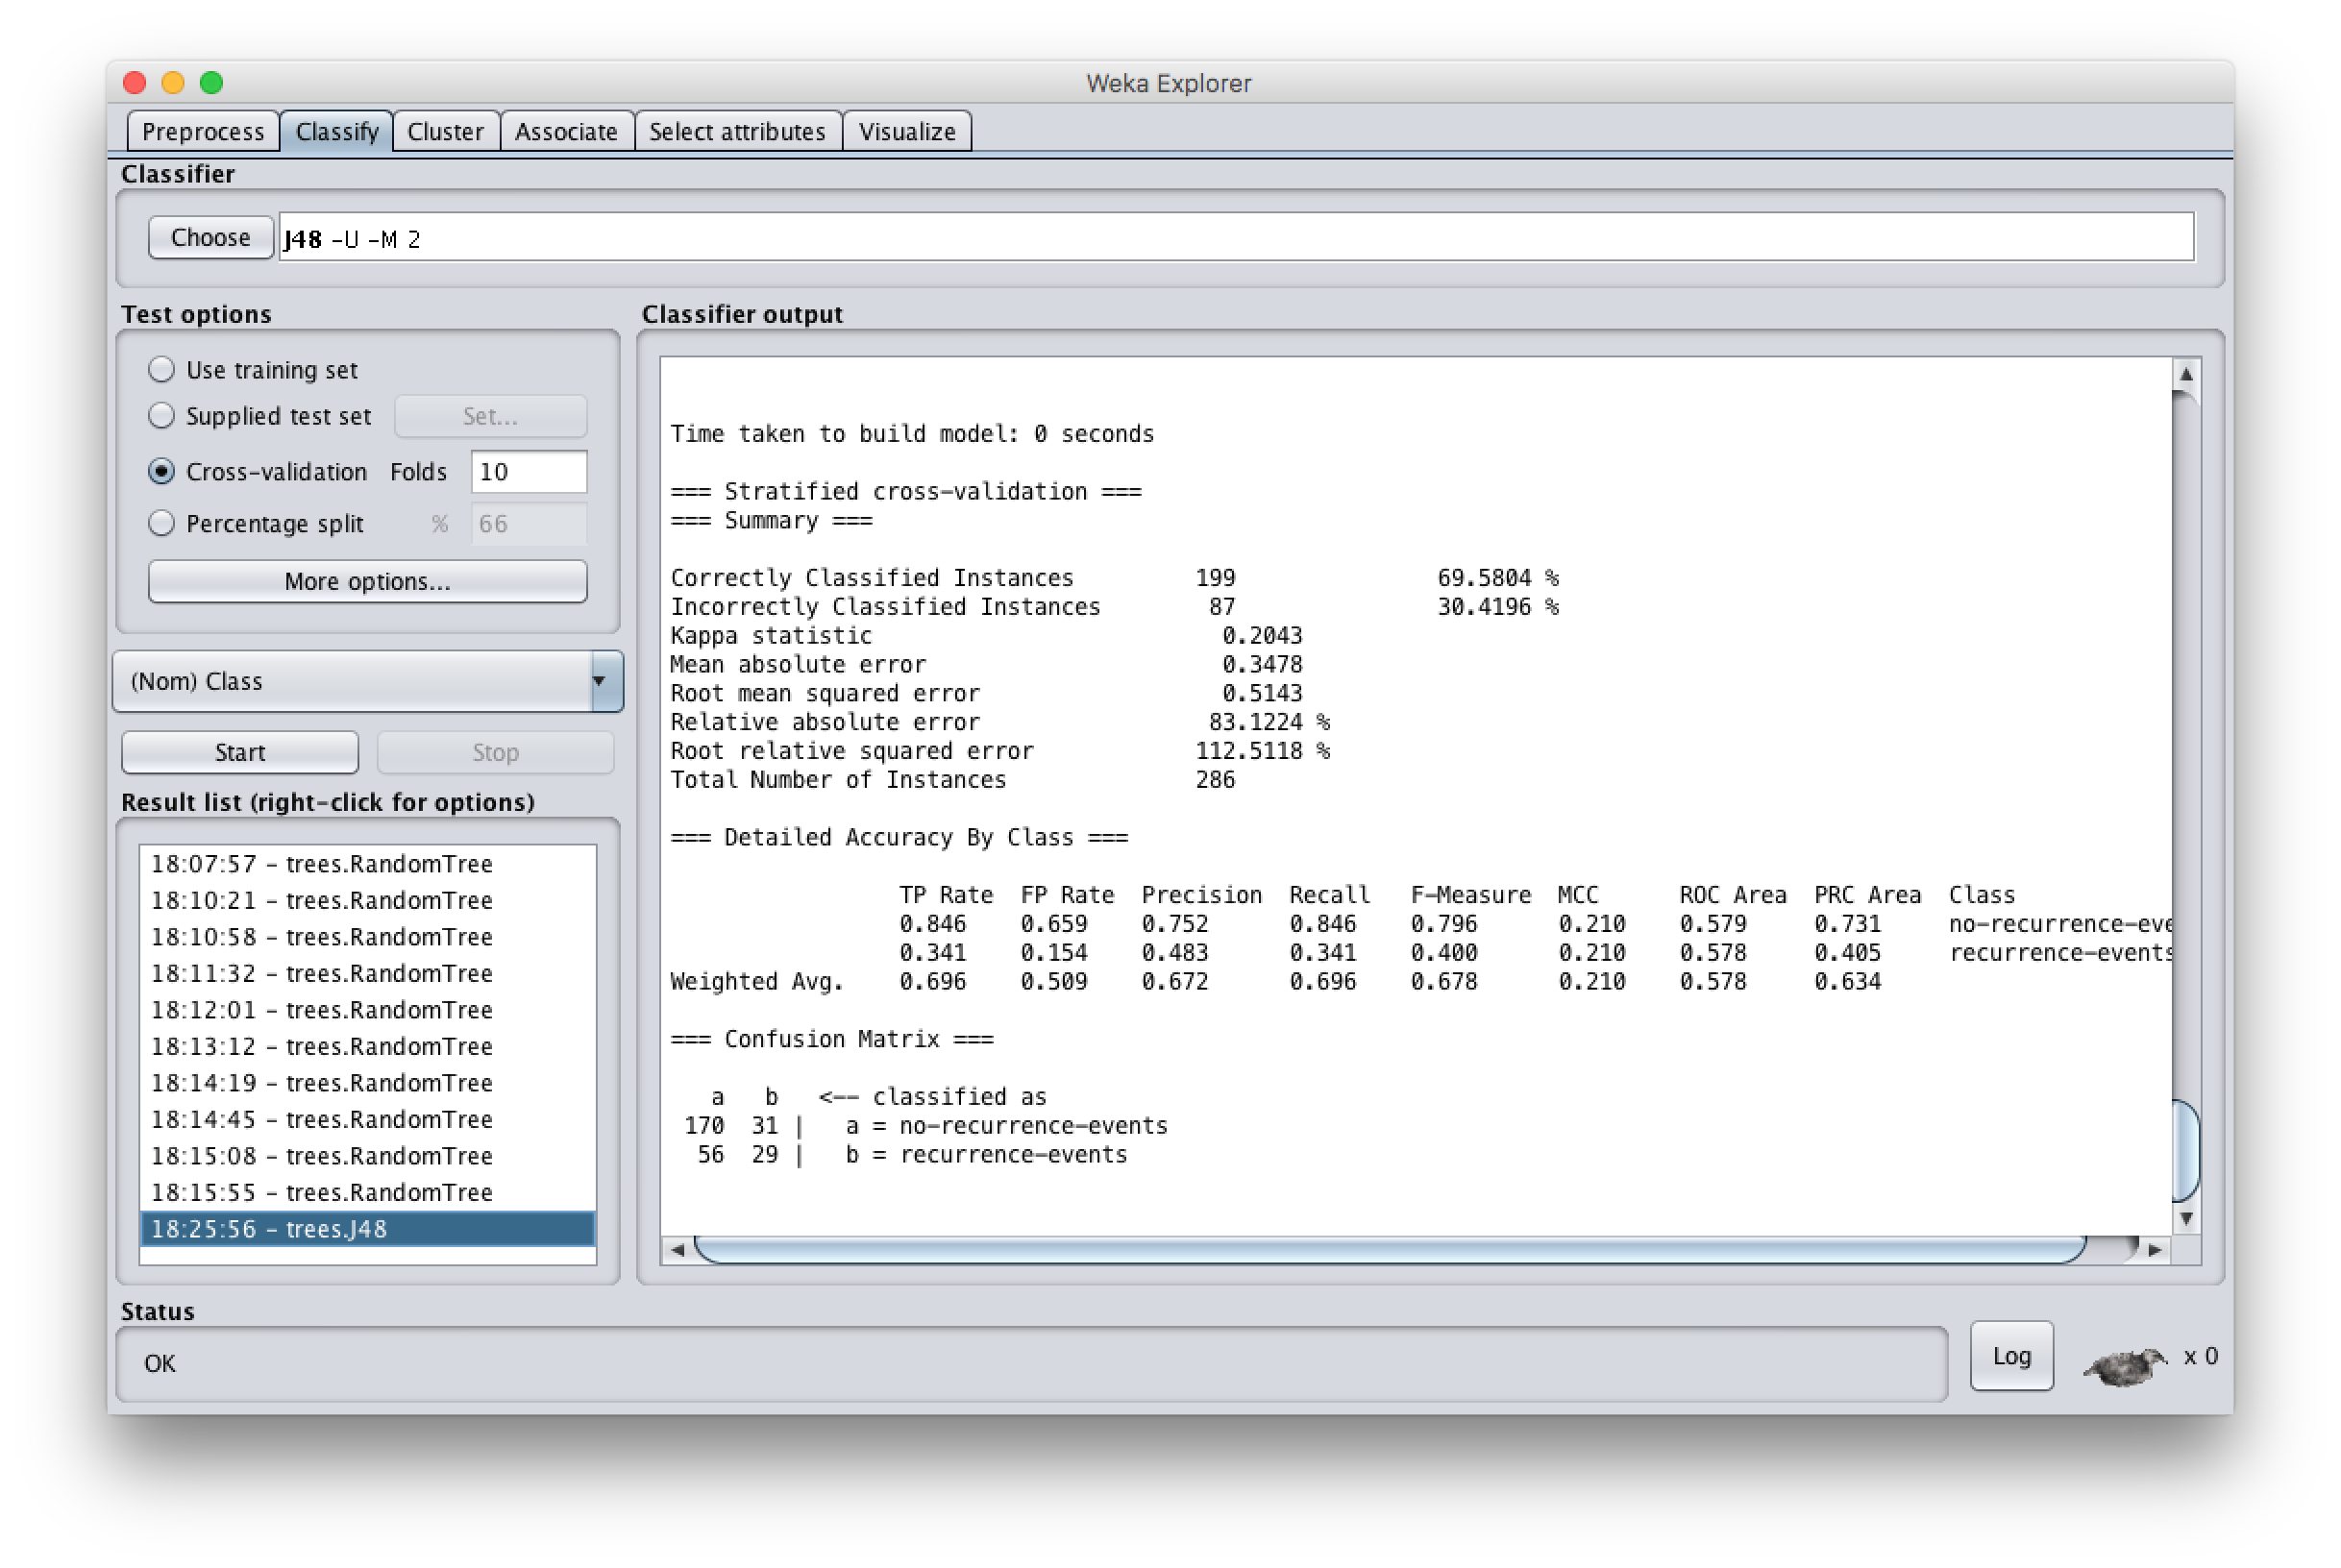 Weka Explorer
Preprocess Classify Cluster Associate Select attributes Visualize
Classifier
Choose J48 -U -M 2
Test options
Use training set
Supplied test set Set...
Cross-validation Folds 10
Percentage split % 66
More options...
(Nom) Class
Start Stop
Result list (right-click for options)
18:07:57 - trees.RandomTree
18:10:21 - trees.RandomTree
18:10:58 - trees.RandomTree
18:11:32 - trees.RandomTree
18:12:01 - trees.RandomTree
18:13:12 - trees.RandomTree
18:14:19 - trees.RandomTree
18:14:45 - trees.RandomTree
18:15:08 - trees.RandomTree
18:15:55 - trees.RandomTree
18:25:56 - trees.J48
Classifier output
Time taken to build model: 0 seconds
=== Stratified cross-validation ===
=== Summary ===
Correctly Classified Instances 199 69.5804 %
Incorrectly Classified Instances 87 30.4196 %
Kappa statistic 0.2043
Mean absolute error 0.3478
Root mean squared error 0.5143
Relative absolute error 83.1224 %
Root relative squared error 112.5118 %
Total Number of Instances 286
=== Detailed Accuracy By Class ===
TP Rate FP Rate Precision Recall F-Measure MCC ROC Area PRC Area Class
0.846 0.659 0.752 0.846 0.796 0.210 0.579 0.731 no-recurrence-eve
0.341 0.154 0.483 0.341 0.400 0.210 0.578 0.405 recurrence-events
Weighted Avg. 0.696 0.509 0.672 0.696 0.678 0.210 0.578 0.634
=== Confusion Matrix ===
a b <-- classified as
170 31 | a = no-recurrence-events
56 29 | b = recurrence-events
Status
OK
Log x 0